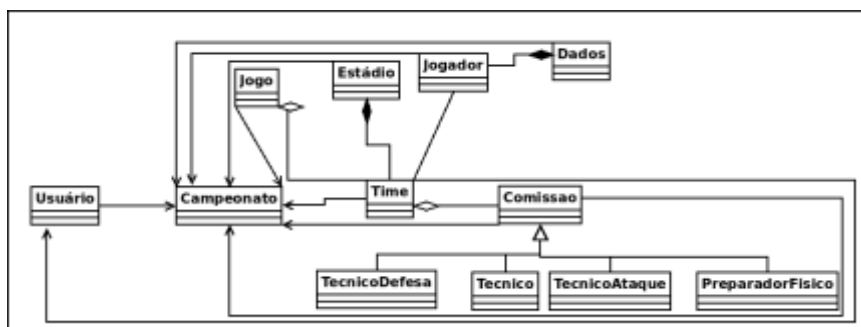 Dados
Jogador
Estádio
Jogo
Usuário
Campeonato
Time
Comissao
TecnicoDefesa
Tecnico
TecnicoAtaque
PreparadorFisico